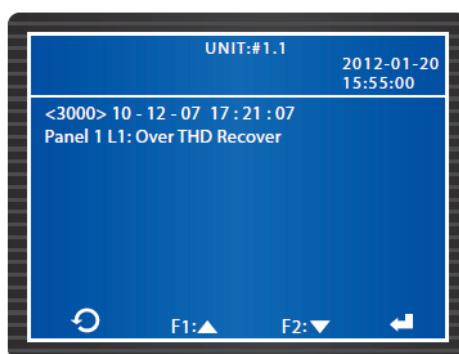 UNIT:#1.1
2012-01-20
15:55:00
<3000> 10 - 12 - 07 17 : 21 : 07
Panel 1 L1: Over THD Recover
F1:▲ F2:▼